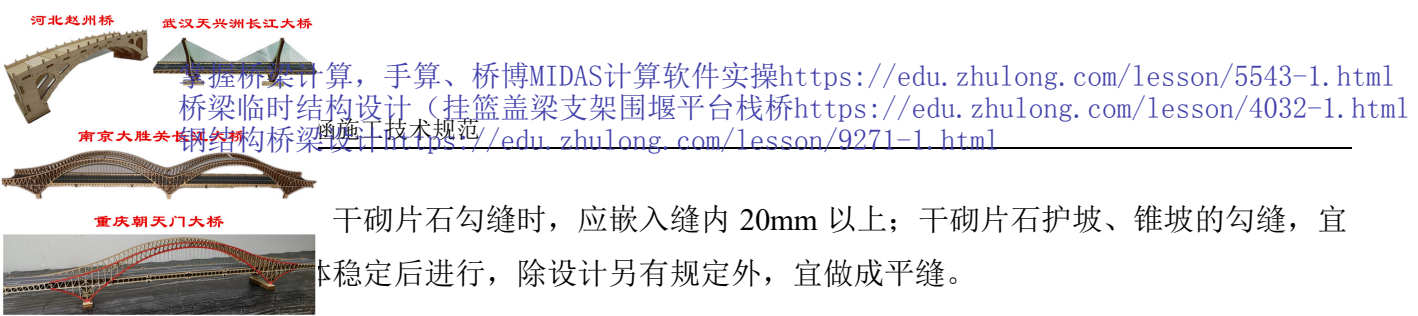 河北赵州桥
武汉天兴洲长江大桥
掌握桥梁计算，手算、桥博MIDAS计算软件实操https://edu.zhulong.com/lesson/5543-1.html
桥梁临时结构设计（挂篮盖梁支架围堰平台栈桥https://edu.zhulong.com/lesson/4032-1.html
南京大胜关长江大桥
涵施工技术规范
钢结构桥梁设计https://edu.zhulong.com/lesson/9271-1.html
重庆朝天门大桥
干砌片石勾缝时，应嵌入缝内 20mm 以上；干砌片石护坡、锥坡的勾缝，宜
体稳定后进行，除设计另有规定外，宜做成平缝。